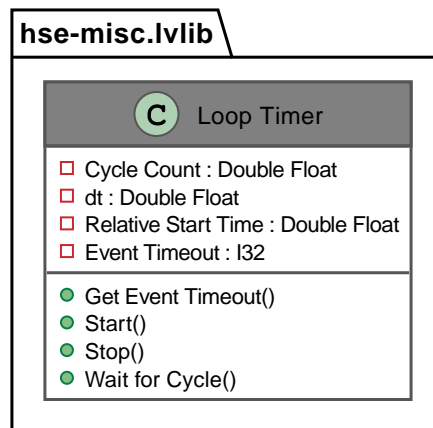 hse-misc.lvlib
C Loop Timer
Cycle Count : Double Float
dt : Double Float
Relative Start Time : Double Float
Event Timeout : I32
Get Event Timeout()
Start()
Stop()
Wait for Cycle()